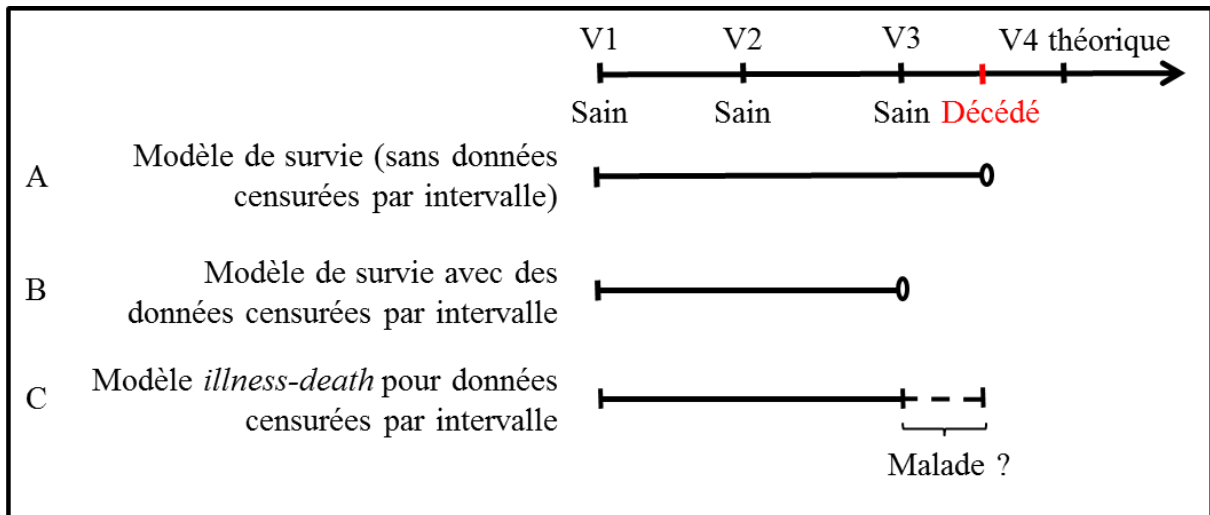 V1 V2 V3 V4 théorique
Sain Sain Sain Décédé
A
Modèle de survie (sans données
censurées par intervalle)
B
Modèle de survie avec des
données censurées par intervalle
C
Modèle illness-death pour données
censurées par intervalle
Malade ?